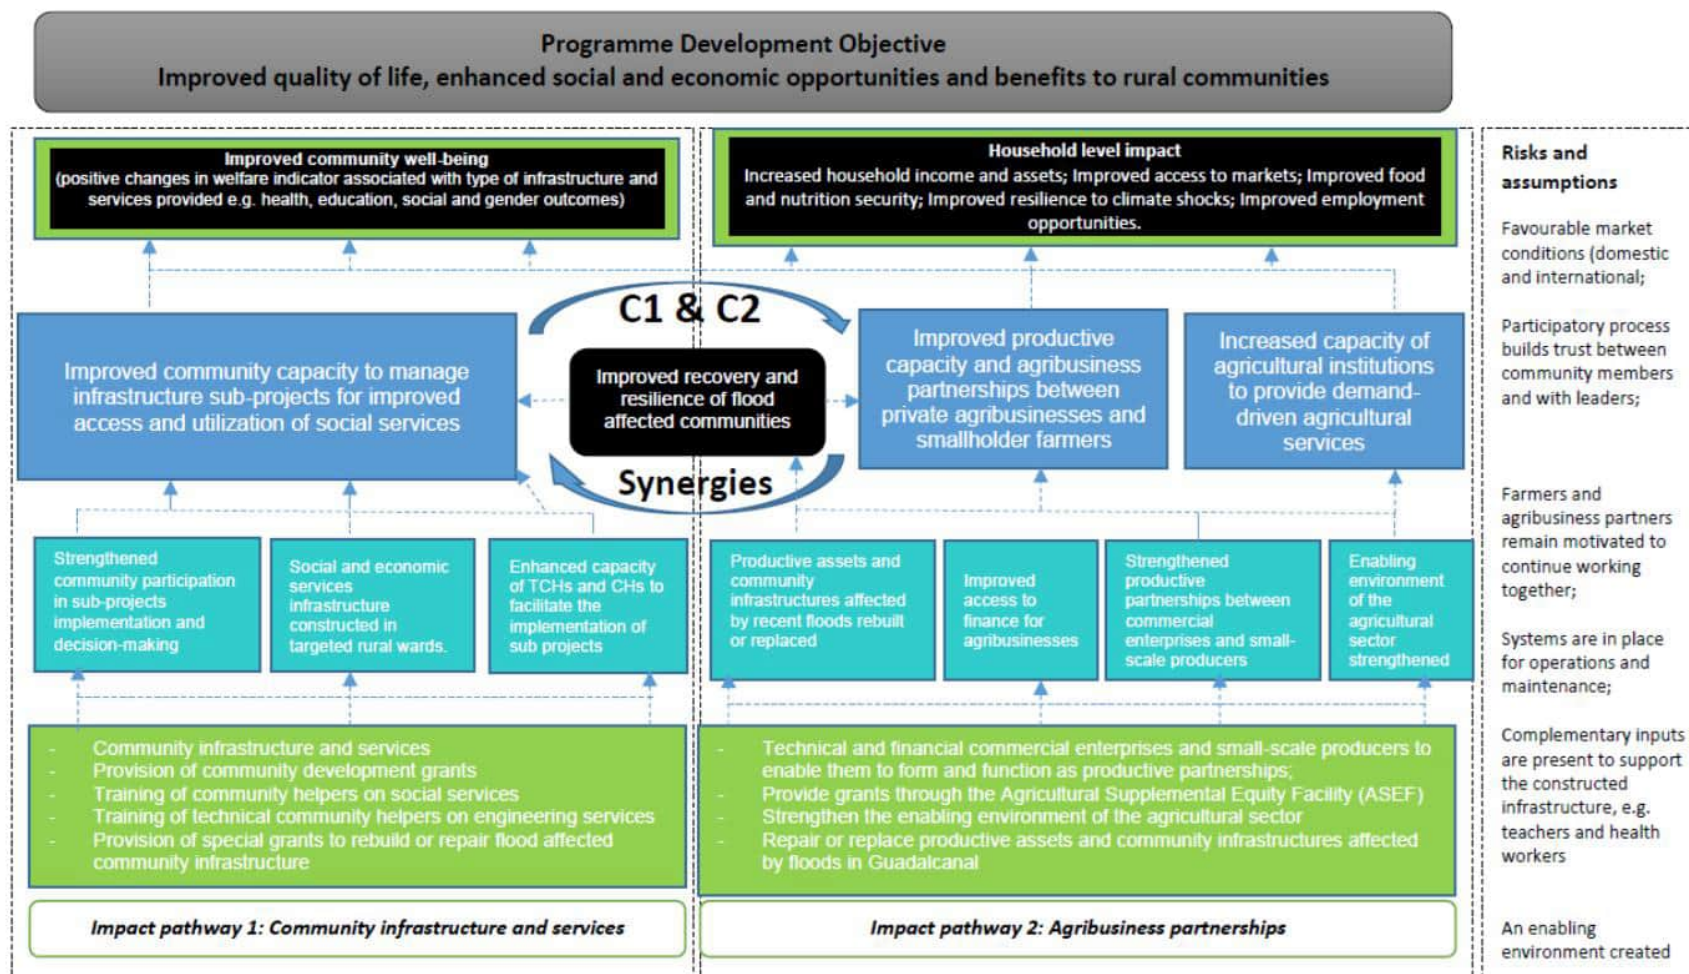 Programme Development Objective
Improved quality of life, enhanced social and economic opportunities and benefits to rural communities
Improved community well-being
(positive changes in welfare indicator associated with type of infrastructure and
services provided e.g. health, education, social and gender outcomes)
Household level impact
Increased household income and assets; Improved access to markets; Improved food
and nutrition security; Improved resilience to climate shocks; Improved employment
opportunities.
C1 & C2
Improved community capacity to manage
infrastructure sub-projects for improved
access and utilization of social services
Improved recovery and
resilience of flood
affected communities
Synergies
Improved productive
capacity and agribusiness
partnerships between
private agribusinesses and
smallholder farmers
Increased capacity of
agricultural institutions
to provide demand-
driven agricultural
services
Strengthened
community participation
in sub-projects
implementation and
decision-making
Social and economic
services
infrastructure
constructed in
targeted rural wards.
Enhanced capacity
of TCHs and CHs to
facilitate the
implementation of
sub projects
Productive assets and
community
infrastructures affected
by recent floods rebuilt
or replaced
Improved
access to
finance for
agribusinesses
Strengthened
productive
partnerships between
commercial
enterprises and small-
scale producers
Enabling
environment
of the
agricultural
sector
strengthened
- Community infrastructure and services
- Provision of community development grants
- Training of community helpers on social services
- Training of technical community helpers on engineering services
- Provision of special grants to rebuild or repair flood affected
community infrastructure
- Technical and financial commercial enterprises and small-scale producers to
enable them to form and function as productive partnerships;
- Provide grants through the Agricultural Supplemental Equity Facility (ASEF)
- Strengthen the enabling environment of the agricultural sector
- Repair or replace productive assets and community infrastructures affected
by floods in Guadalcanal
Impact pathway 1: Community infrastructure and services
Impact pathway 2: Agribusiness partnerships
Risks and
assumptions
Favourable market
conditions (domestic
and international;
Participatory process
builds trust between
community members
and with leaders;
Farmers and
agribusiness partners
remain motivated to
continue working
together;
Systems are in place
for operations and
maintenance;
Complementary inputs
are present to support
the constructed
infrastructure, e.g.
teachers and health
workers
An enabling
environment created